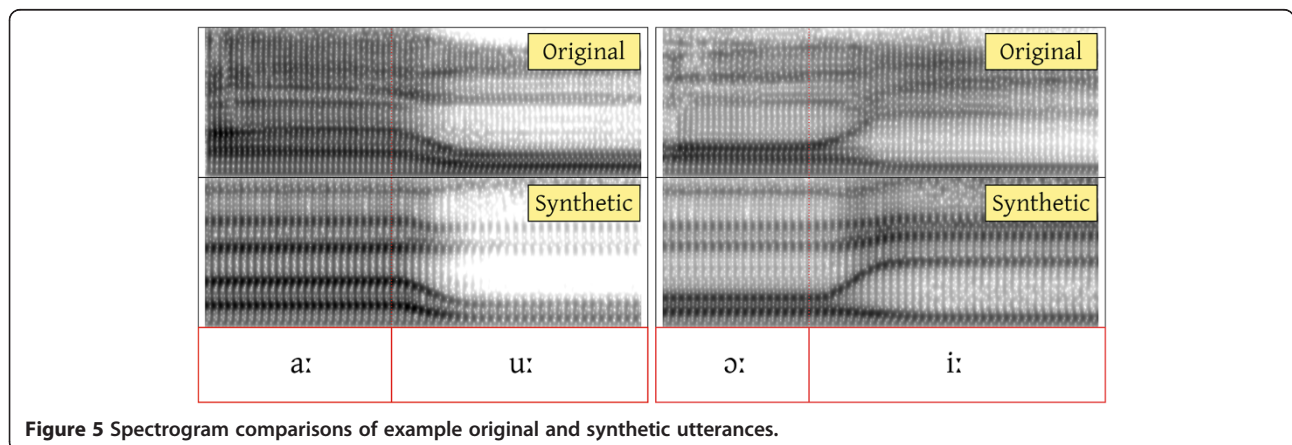 Original
Original
Synthetic
Synthetic
aː uː ɔː iː
Figure 5 Spectrogram comparisons of example original and synthetic utterances.